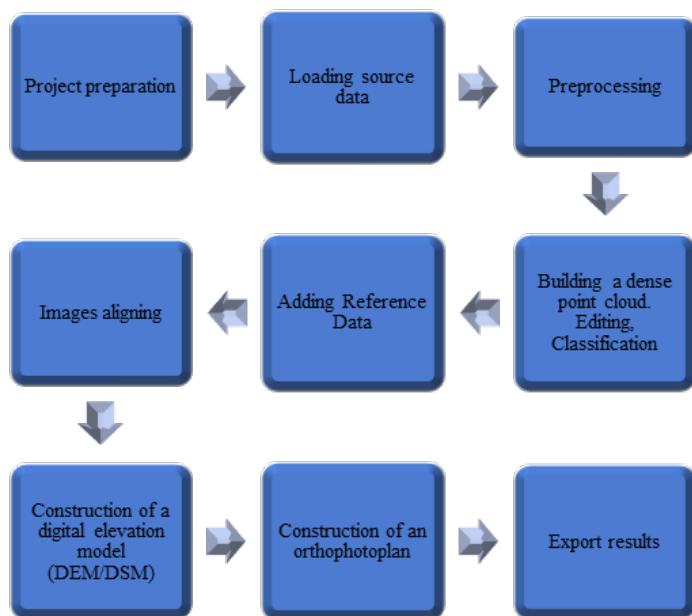 Project preparation
Loading source
data
Preprocessing
Building a dense
point cloud.
Editing,
Classification
Adding Reference
Data
Images aligning
Construction of a
digital elevation
model
(DEM/DSM)
Construction of an
orthophotoplan
Export results